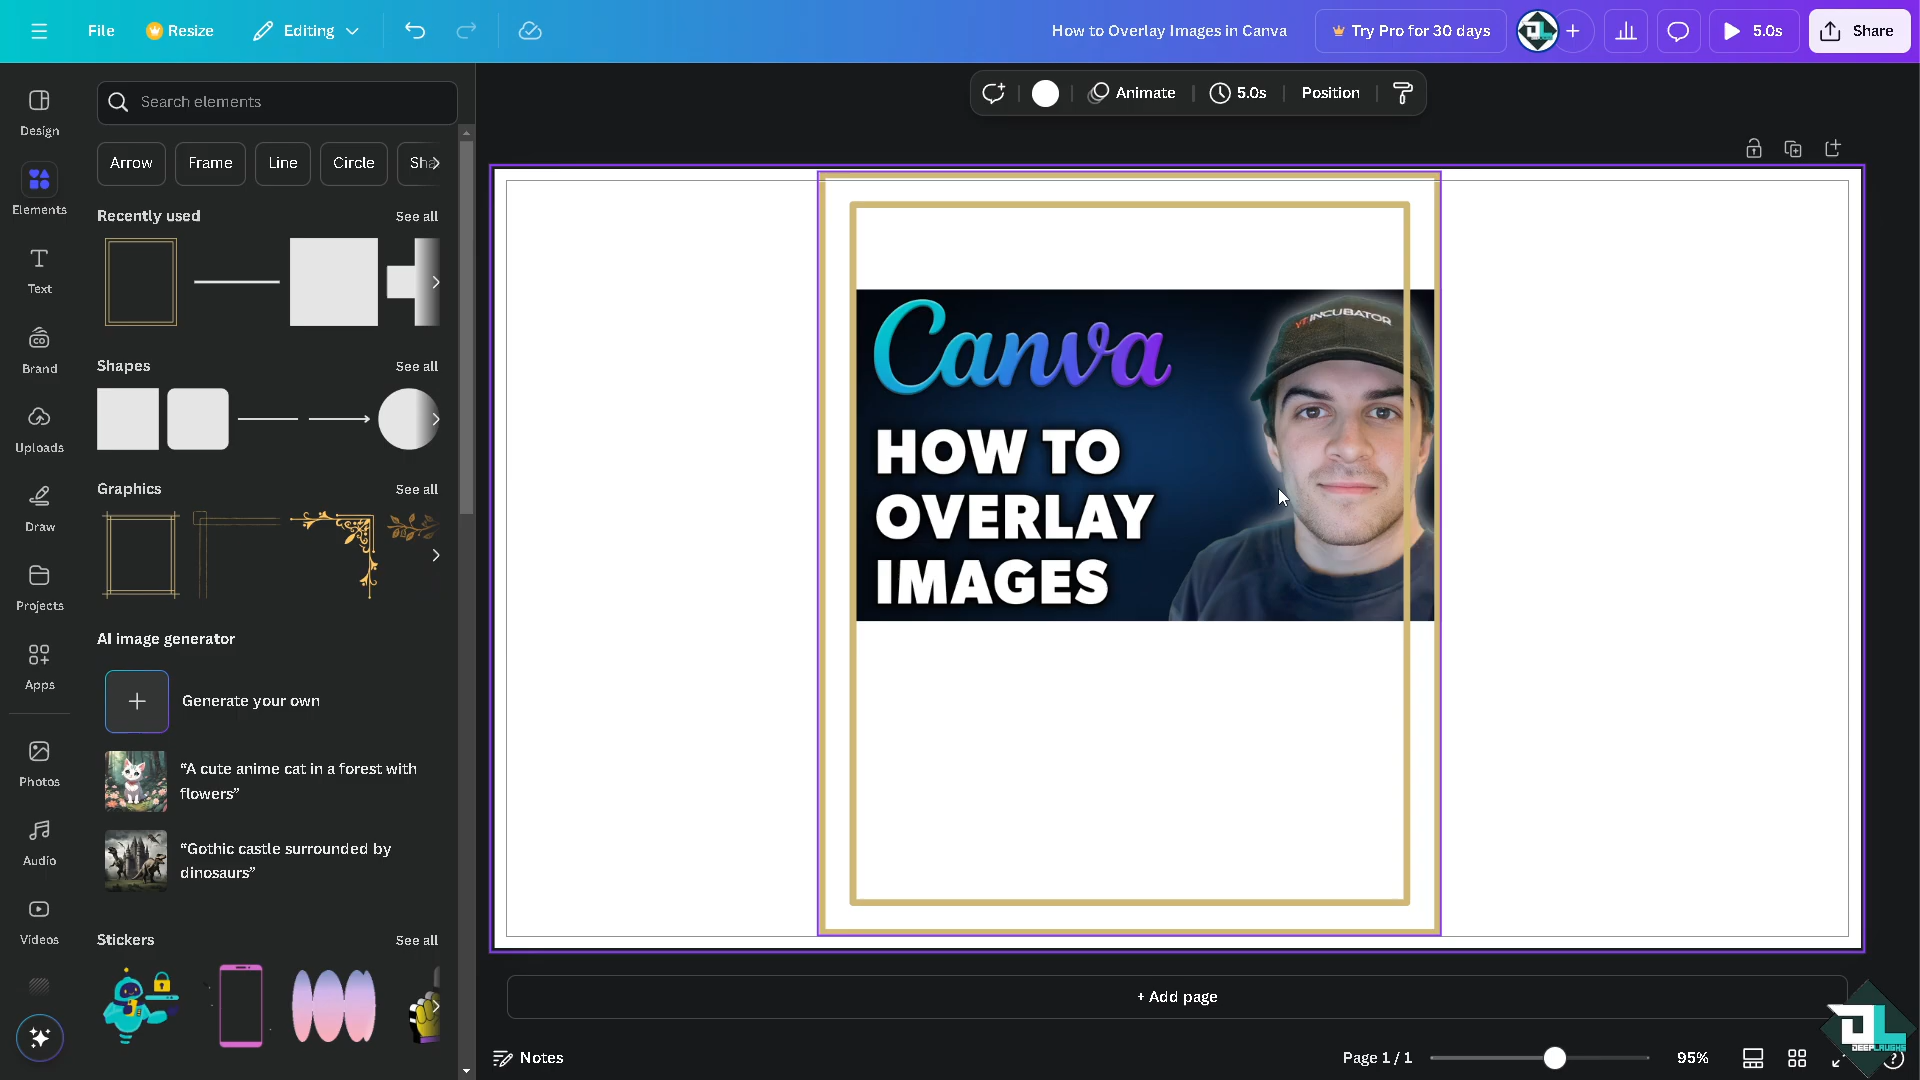 File
Resize
Editing
How to Overlay Images in Canva
Try Pro for 30 days
5.0s
Share
Design
Elements
Text
Brand
Uploads
Draw
Projects
Apps
Photos
Audio
Videos
Search elements
Arrow
Frame
Line
Circle
Recently used
See all
Shapes
See all
Graphics
See all
AI image generator
Generate your own
“A cute anime cat in a forest with
flowers”
“Gothic castle surrounded by
dinosaurs”
Stickers
See all
Animate
5.0s
Position
Canva
HOW TO
OVERLAY
IMAGES
YT INCUBATOR
+ Add page
Notes
Page 1 / 1
95%
DEEPLAUGHS